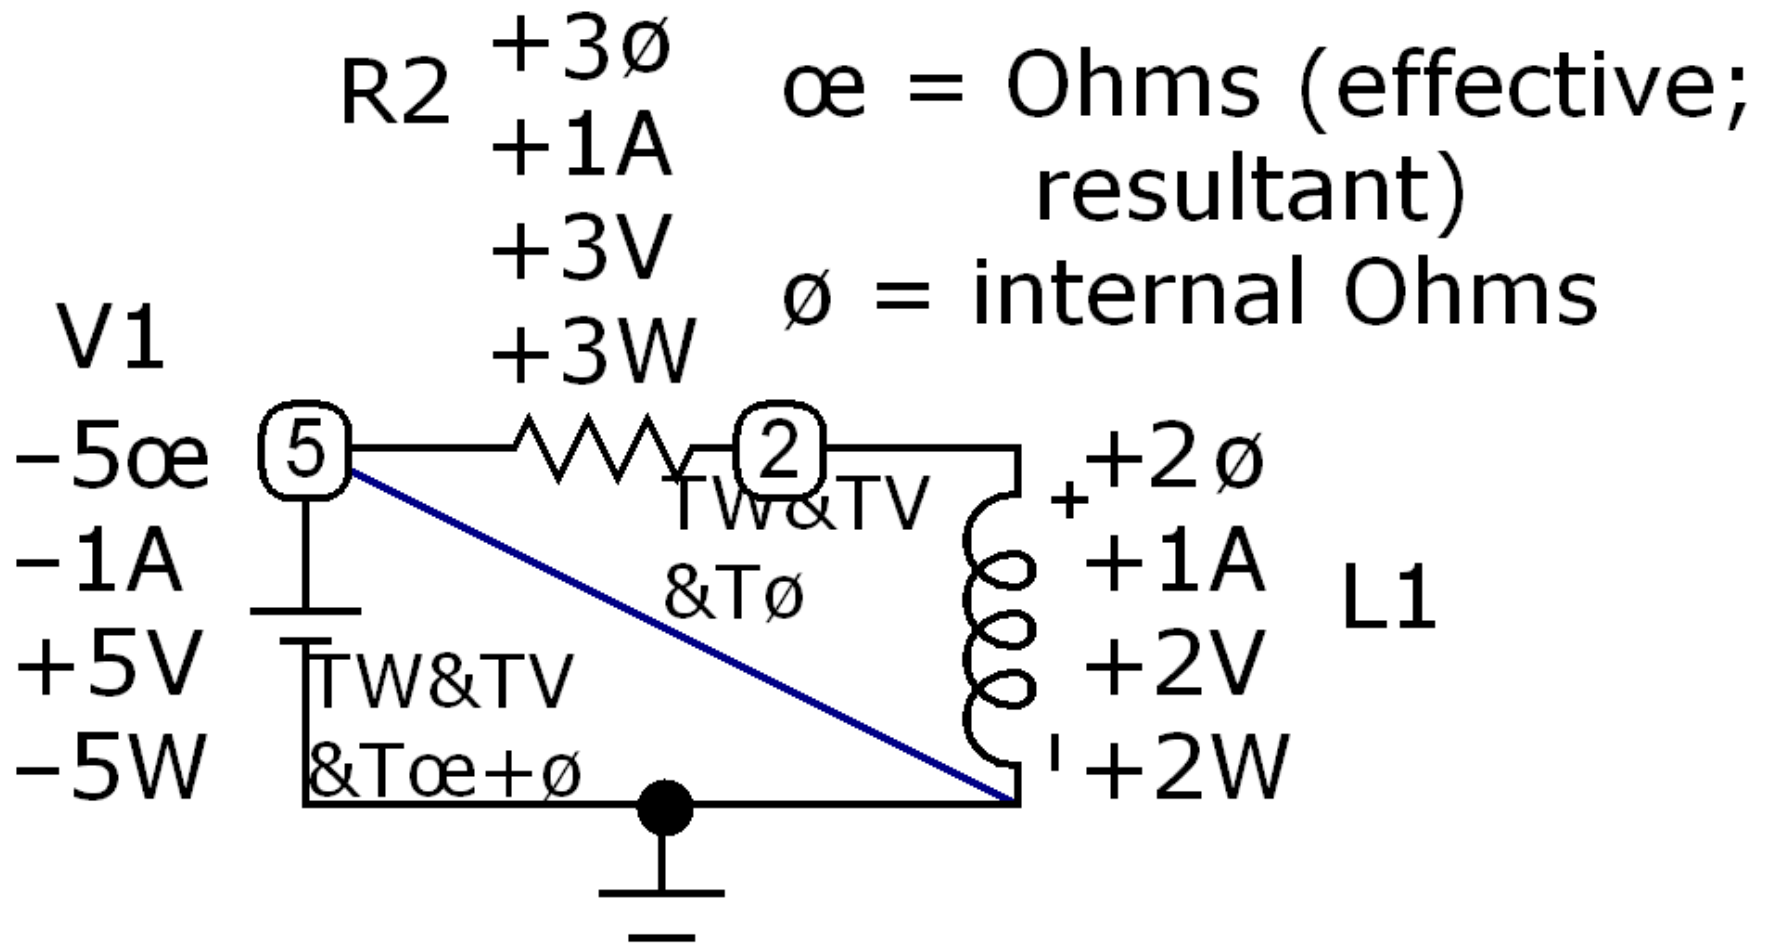 R2
+3ø
+1A
+3V
+3W
œ = Ohms (effective;
resultant)
ø = internal Ohms
V1
−5œ
−1A
+5V
−5W
5
2
TW&TV
&Tø
TW&TV
&Tœ+ø
+
+2ø
+1A
+2V
+2W
L1